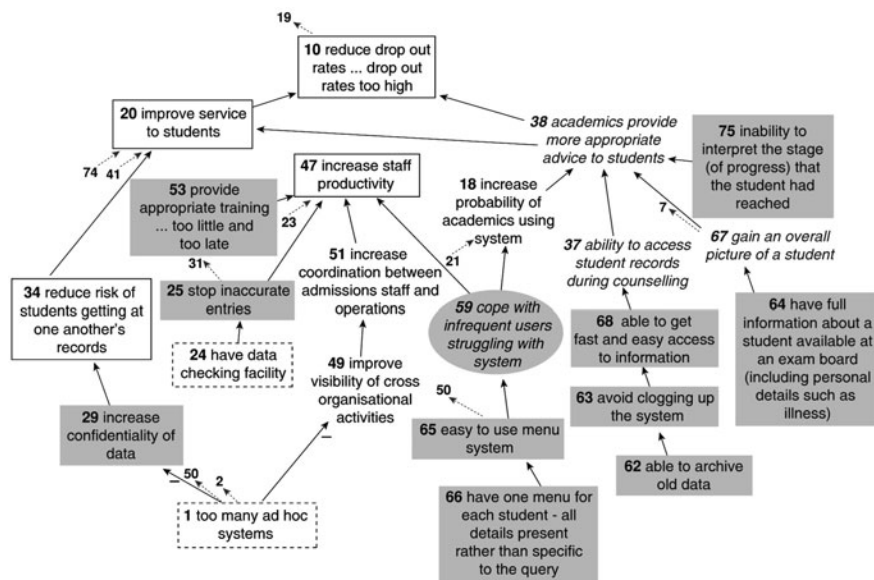 19
10 reduce drop out
rates ... drop out
rates too high
20 improve service
to students
38 academics provide
more appropriate
advice to students
75 inability to
interpret the stage
(of progress) that
the student had
reached
74
41
47 increase staff
productivity
53 provide
appropriate training
... too little and
too late
23
18 increase
probability of
academics using
system
7
67 gain an overall
picture of a student
31
51 increase
coordination between
admissions staff and
operations
21
37 ability to access
student records
during counselling
34 reduce risk of
students getting at
one another's
records
25 stop inaccurate
entries
59 cope with
infrequent users
struggling with
system
64 have full
information about a
student available at
an exam board
(including personal
details such as
illness)
68 able to get
fast and easy access
to information
24 have data
checking facility
49 improve
visibility of cross
organisational
activities
50
63 avoid clogging up
the system
29 increase
confidentiality of
data
65 easy to use menu
system
62 able to archive
old data
–
–
50
2
1 too many ad hoc
systems
66 have one menu for
each student - all
details present
rather than specific
to the query